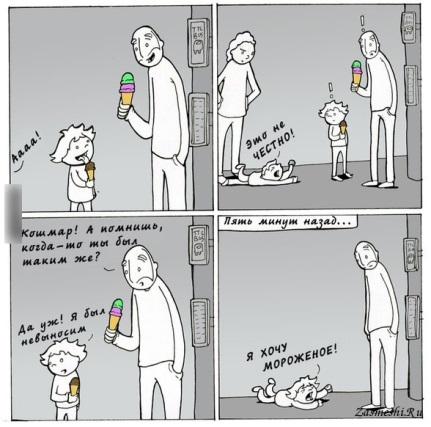 Аааа!
!
!
Это не
ЧЕСТНО!
Кошмар! А помнишь,
когда-то ты был
таким же?
Да уж! Я был
невыносим
Пять минут назад...
Я ХОЧУ
МОРОЖЕНОЕ!
Zasmeshi.Ru